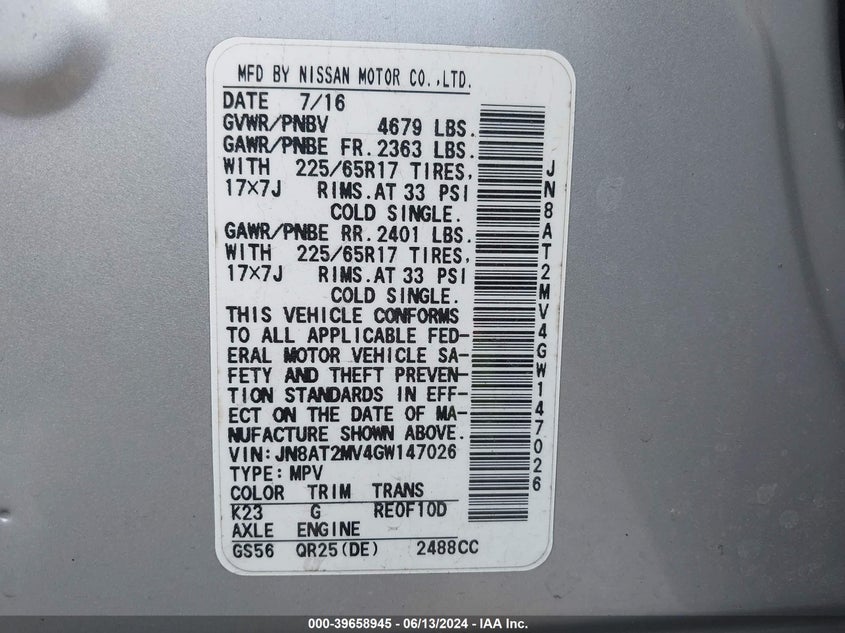 MFD BY NISSAN MOTOR CO.,LTD.
DATE 7/16
GVWR/PNBV 4679 LBS.
GAWR/PNBE FR.2363 LBS.
WITH 225/65R17 TIRES,
17×7J RIMS.AT 33 PSI
COLD SINGLE.
GAWR/PNBE RR.2401 LBS.
WITH 225/65R17 TIRES,
17×7J RIMS.AT 33 PSI
COLD SINGLE.
THIS VEHICLE CONFORMS
TO ALL APPLICABLE FED-
ERAL MOTOR VEHICLE SA-
FETY AND THEFT PREVEN-
TION STANDARDS IN EFF-
ECT ON THE DATE OF MA-
NUFACTURE SHOWN ABOVE.
VIN:JN8AT2MV4GW147026
TYPE:MPV
COLOR TRIM TRANS
K23 G RE0F10D
AXLE ENGINE
GS56 QR25(DE) 2488CC
JN8AT2MV4GW147026
000-39658945 - 06/13/2024 - IAA Inc.